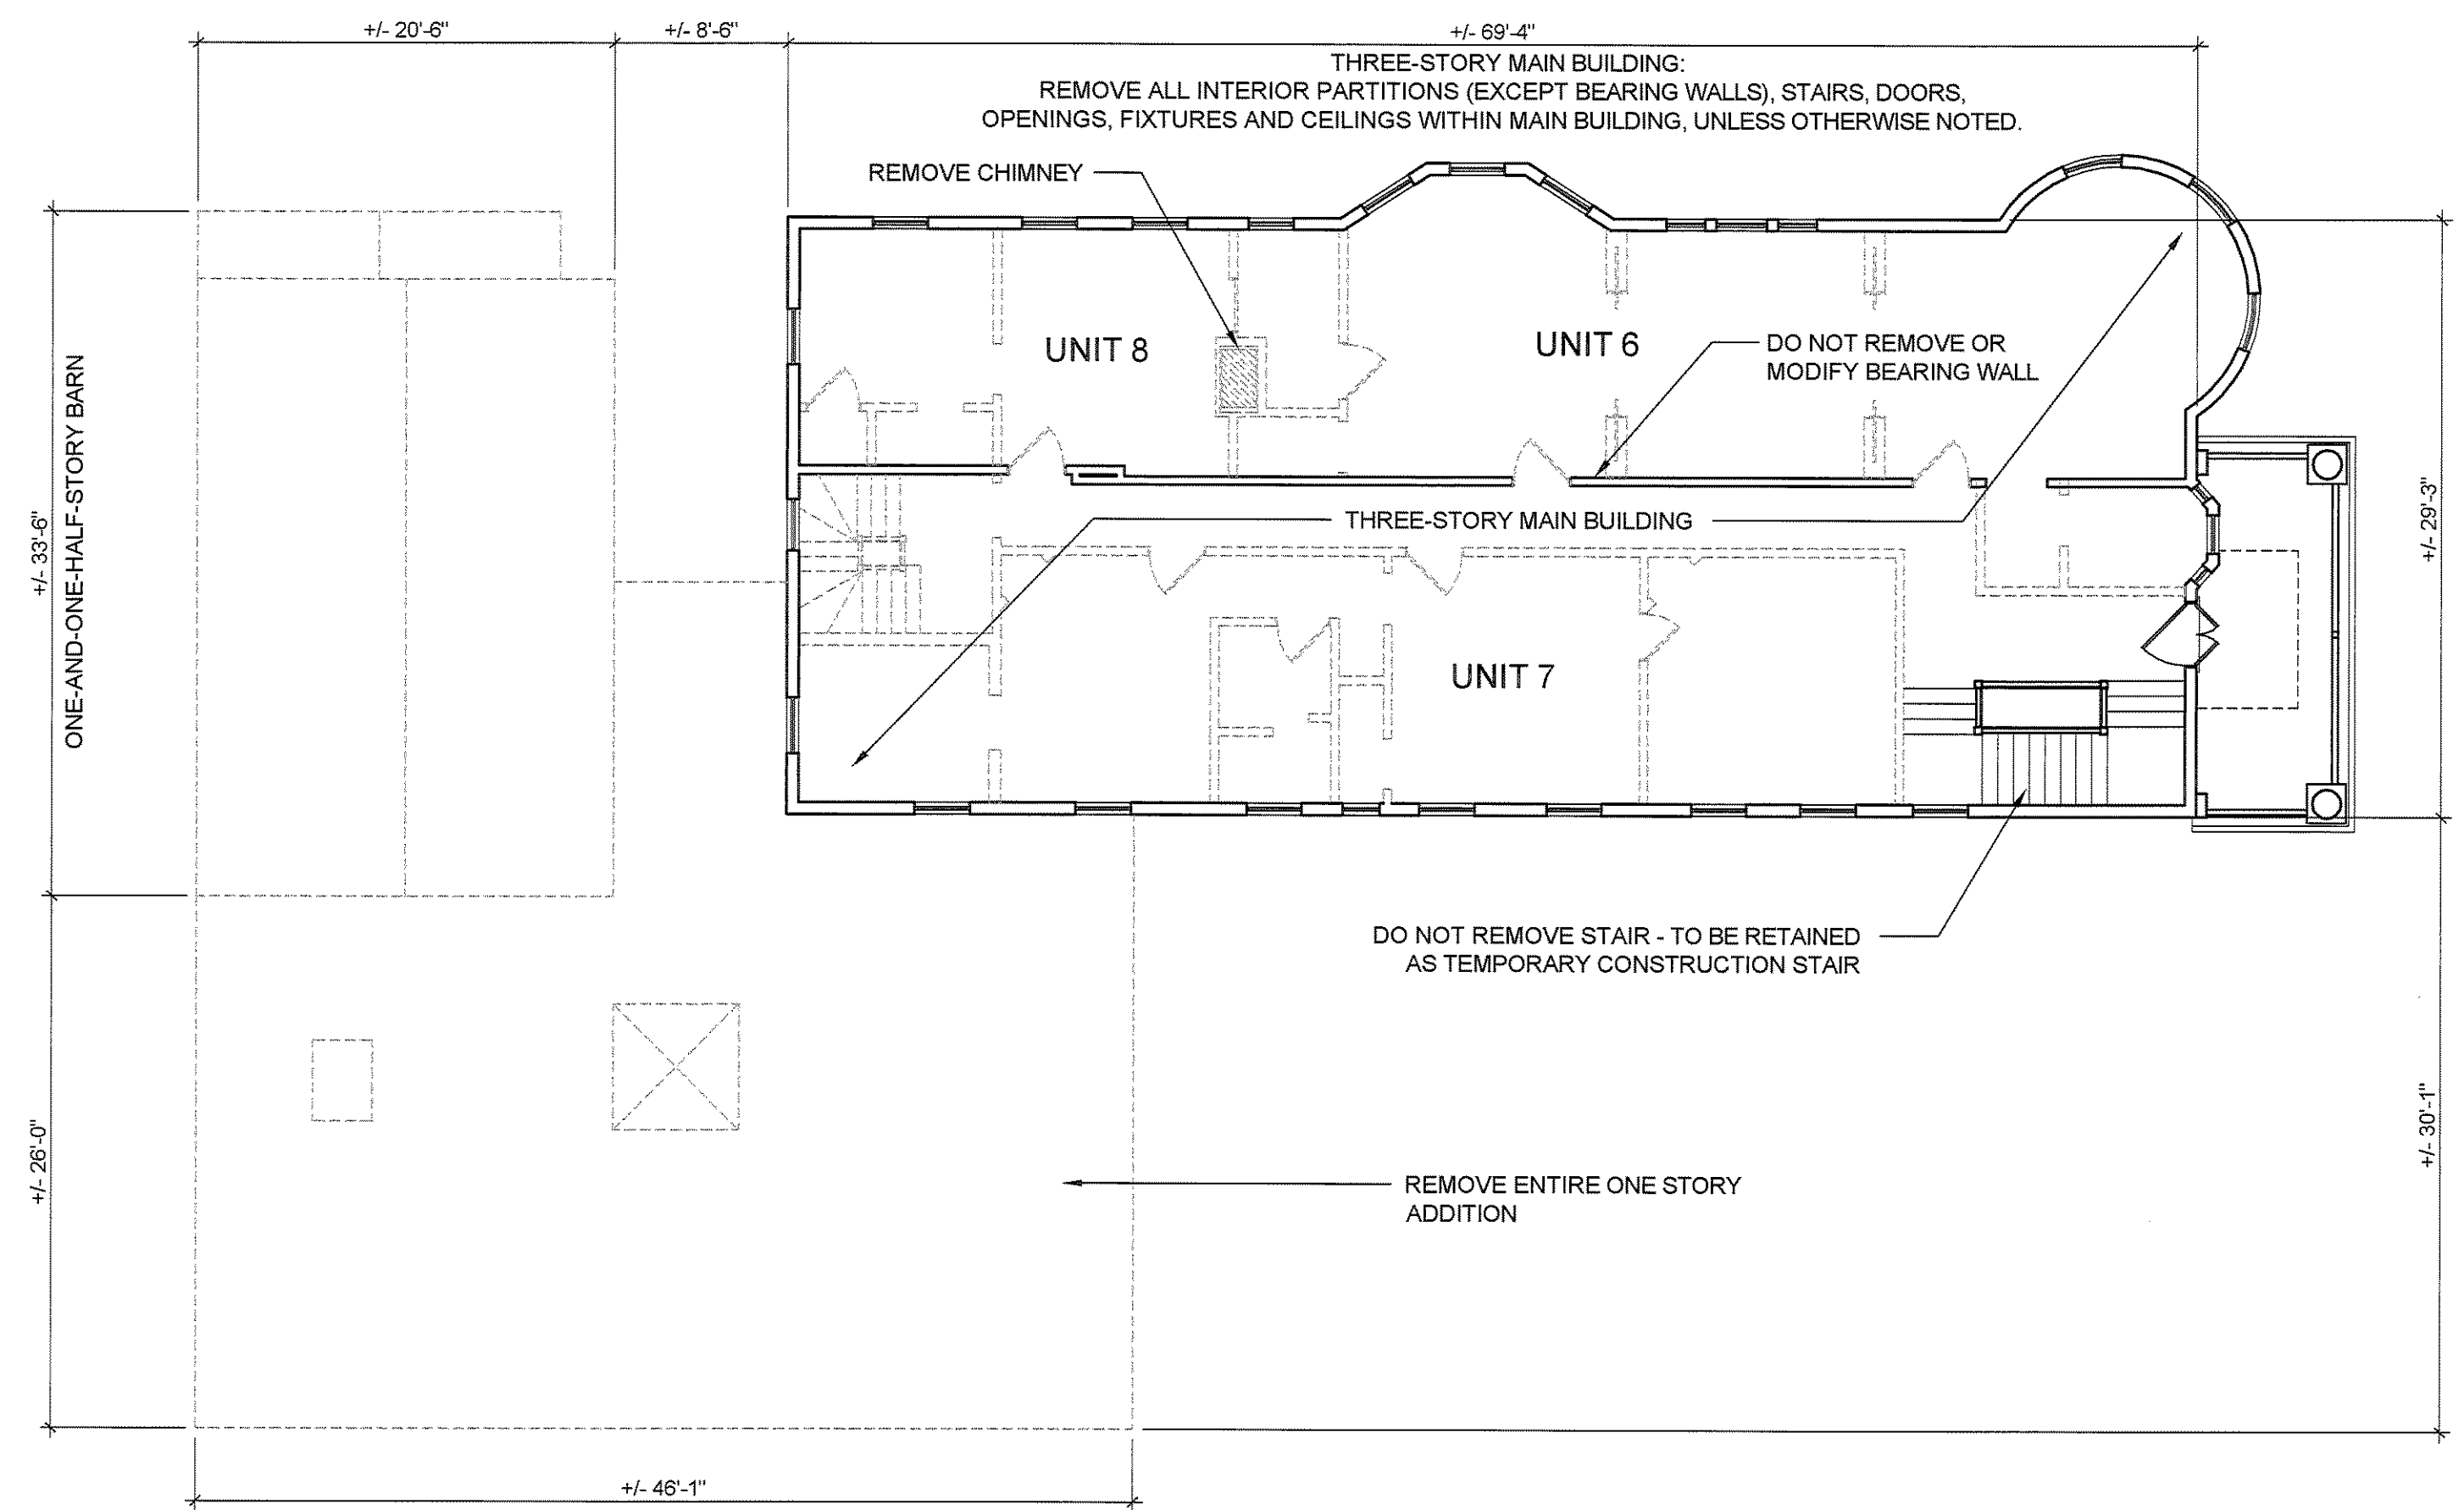 +/- 20'-6"
+/- 8'-6"
+/- 69'-4"
THREE-STORY MAIN BUILDING:
REMOVE ALL INTERIOR PARTITIONS (EXCEPT BEARING WALLS), STAIRS, DOORS,
OPENINGS, FIXTURES AND CEILINGS WITHIN MAIN BUILDING, UNLESS OTHERWISE NOTED.
REMOVE CHIMNEY
UNIT 8
UNIT 6
DO NOT REMOVE OR
MODIFY BEARING WALL
ONE-AND-ONE-HALF-STORY BARN
+/- 33'-6"
THREE-STORY MAIN BUILDING
+/- 29'-3"
UNIT 7
DO NOT REMOVE STAIR - TO BE RETAINED
AS TEMPORARY CONSTRUCTION STAIR
+/- 26'-0"
+/- 30'-1"
REMOVE ENTIRE ONE STORY
ADDITION
+/- 46'-1"